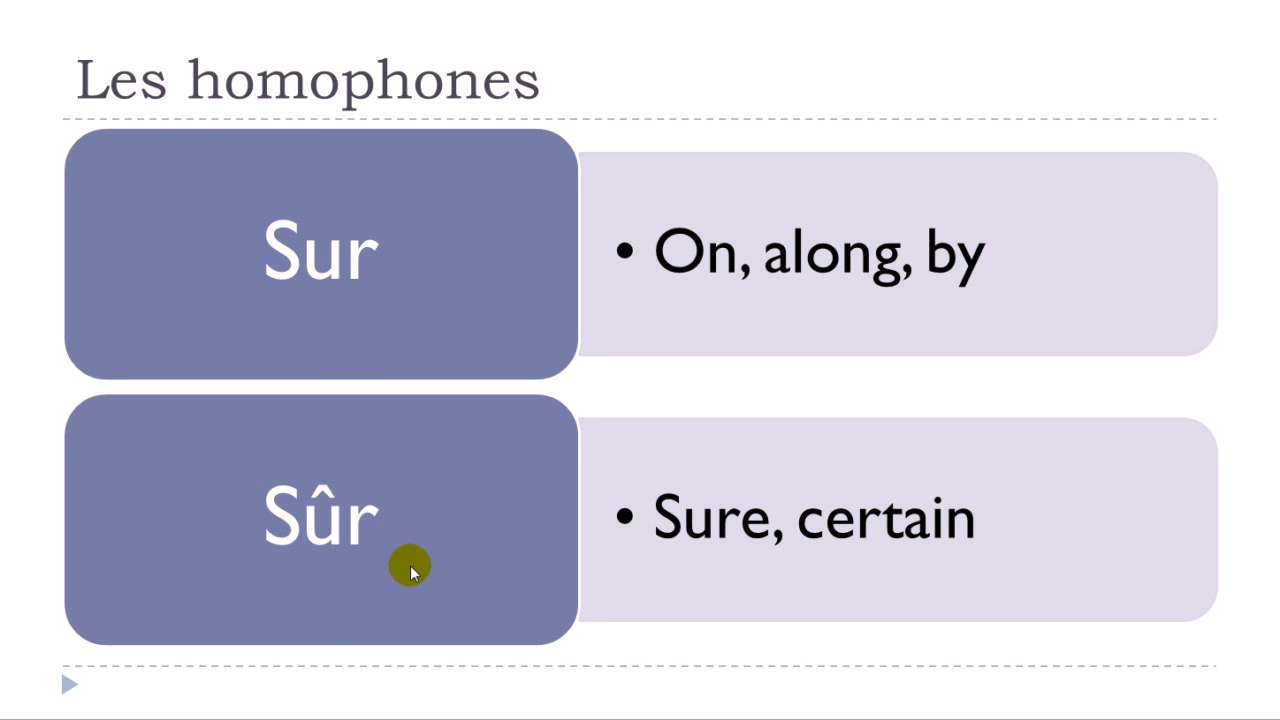 Les homophones
Sur
• On, along, by
Sûr
• Sure, certain